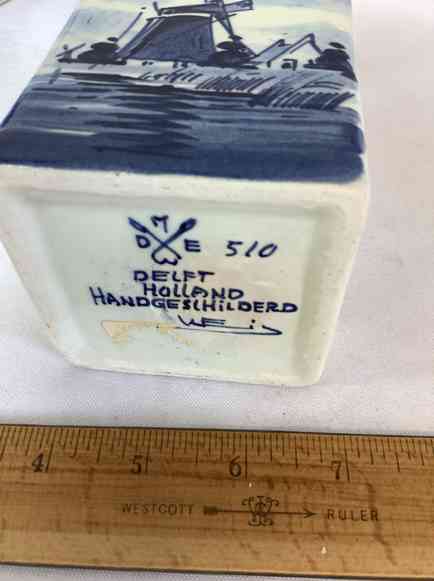 M
D E 510
DELFT
HOLLAND
HANDGESCHILDERD
4 5 6 7
WESTCOTT RULER